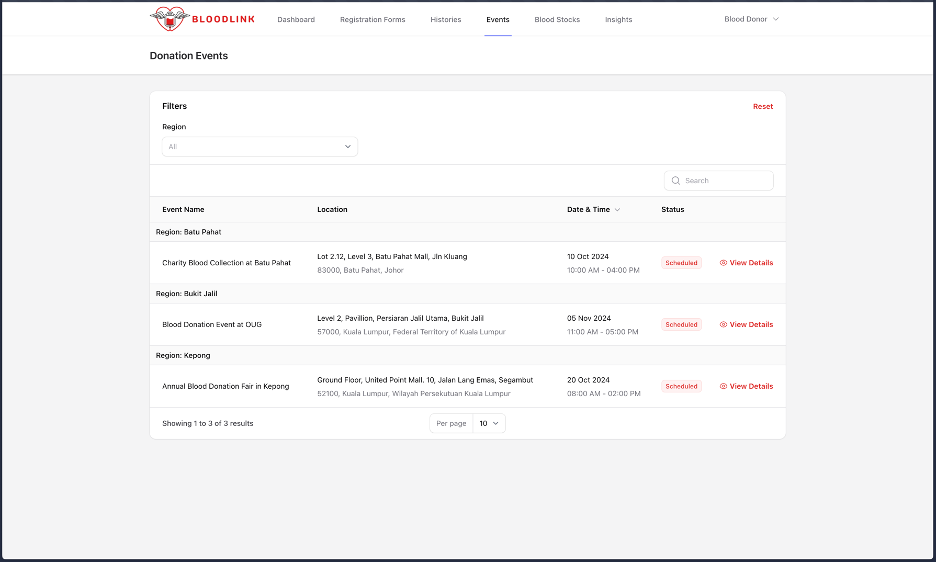 BLOODLINK Dashboard Registration Forms Histories Events Blood Stocks Insights Blood Donor
Donation Events
Filters Reset
Region
All
Search
Event Name Location Date & Time Status
Region: Batu Pahat
Charity Blood Collection at Batu Pahat Lot 2.12, Level 3, Batu Pahat Mall, Jln Kluang 10 Oct 2024 Scheduled View Details
83000, Batu Pahat, Johor 10:00 AM - 04:00 PM
Region: Bukit Jalil
Blood Donation Event at OUG Level 2, Pavillion, Persiaran Jalil Utama, Bukit Jalil 05 Nov 2024 Scheduled View Details
57000, Kuala Lumpur, Federal Territory of Kuala Lumpur 11:00 AM - 05:00 PM
Region: Kepong
Annual Blood Donation Fair in Kepong Ground Floor, United Point Mall. 10, Jalan Lang Emas, Segambut 20 Oct 2024 Scheduled View Details
52100, Kuala Lumpur, Wilayah Persekutuan Kuala Lumpur 08:00 AM - 02:00 PM
Showing 1 to 3 of 3 results Per page 10